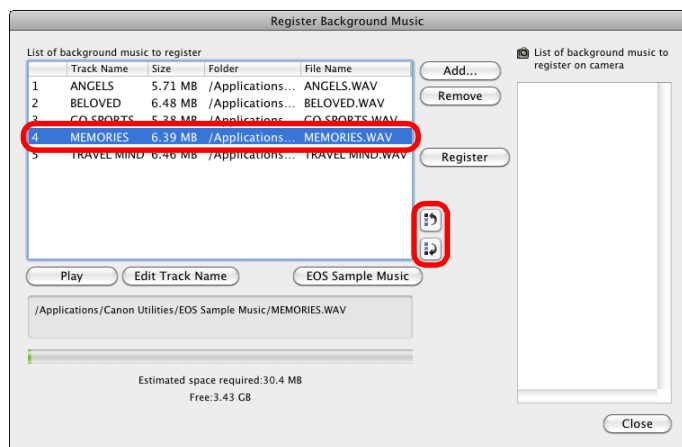 Register Background Music
List of background music to register
Track Name Size Folder File Name
1 ANGELS 5.71 MB /Applications... ANGELS.WAV
2 BELOVED 6.48 MB /Applications... BELOVED.WAV
3 GO SPORTS 5.38 MB /Applications... GO SPORTS.WAV
4 MEMORIES 6.39 MB /Applications... MEMORIES.WAV
5 TRAVEL MIND 6.46 MB /Applications... TRAVEL MIND.WAV
Add...
Remove
Register
Play
Edit Track Name
EOS Sample Music
/Applications/Canon Utilities/EOS Sample Music/MEMORIES.WAV
Estimated space required:30.4 MB
Free:3.43 GB
List of background music to
register on camera
Close